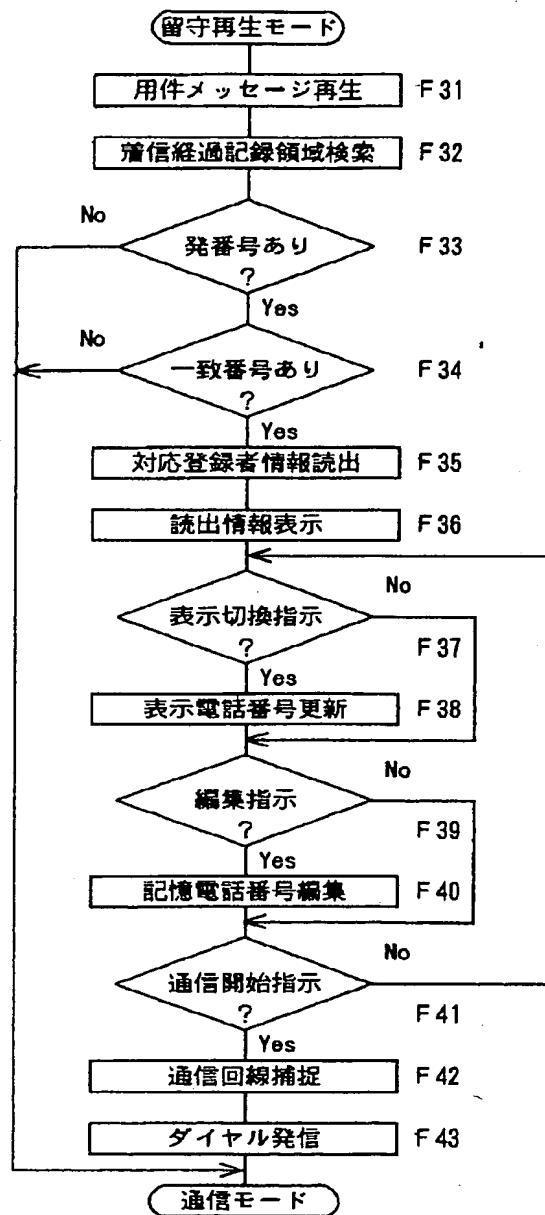 留守再生モード
用件メッセージ再生 F31
着信経過記録領域検索 F32
No
発番号あり F33
?
Yes
No
一致番号あり F34
?
Yes
対応登録者情報読出 F35
読出情報表示 F36
No
表示切換指示
? F37
Yes
表示電話番号更新 F38
No
編集指示
? F39
Yes
記憶電話番号編集 F40
No
通信開始指示
? F41
Yes
通信回線捕捉 F42
ダイヤル発信 F43
通信モード